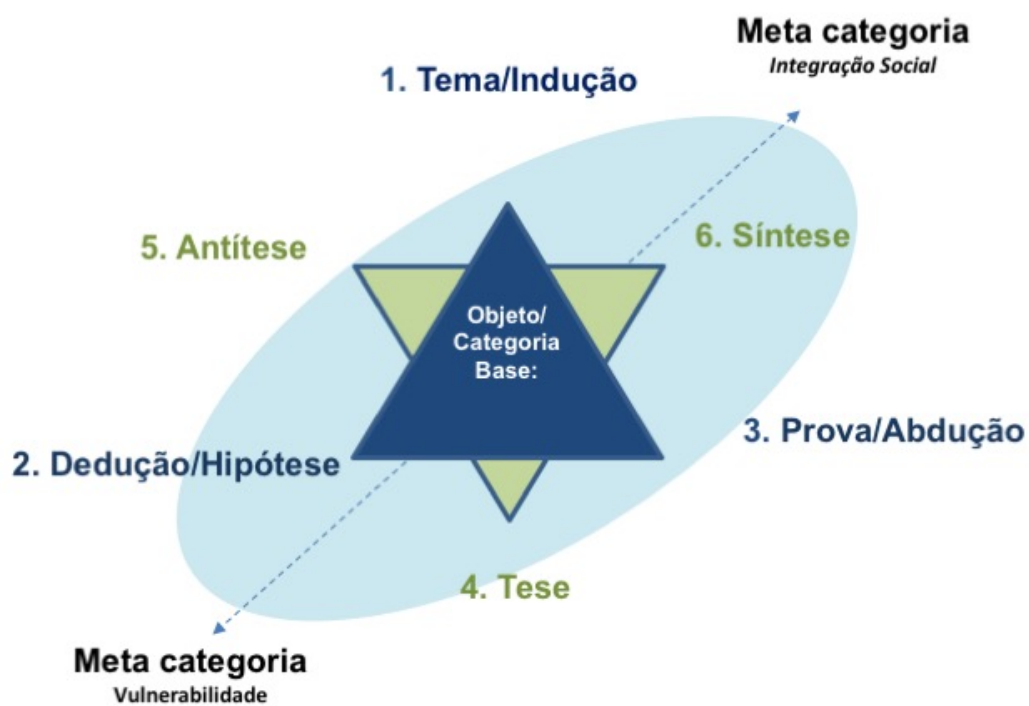 Meta categoria
Integração Social
1. Tema/Indução
5. Antítese
6. Síntese
Objeto/
Categoria
Base:
3. Prova/Abdução
2. Dedução/Hipótese
4. Tese
Meta categoria
Vulnerabilidade